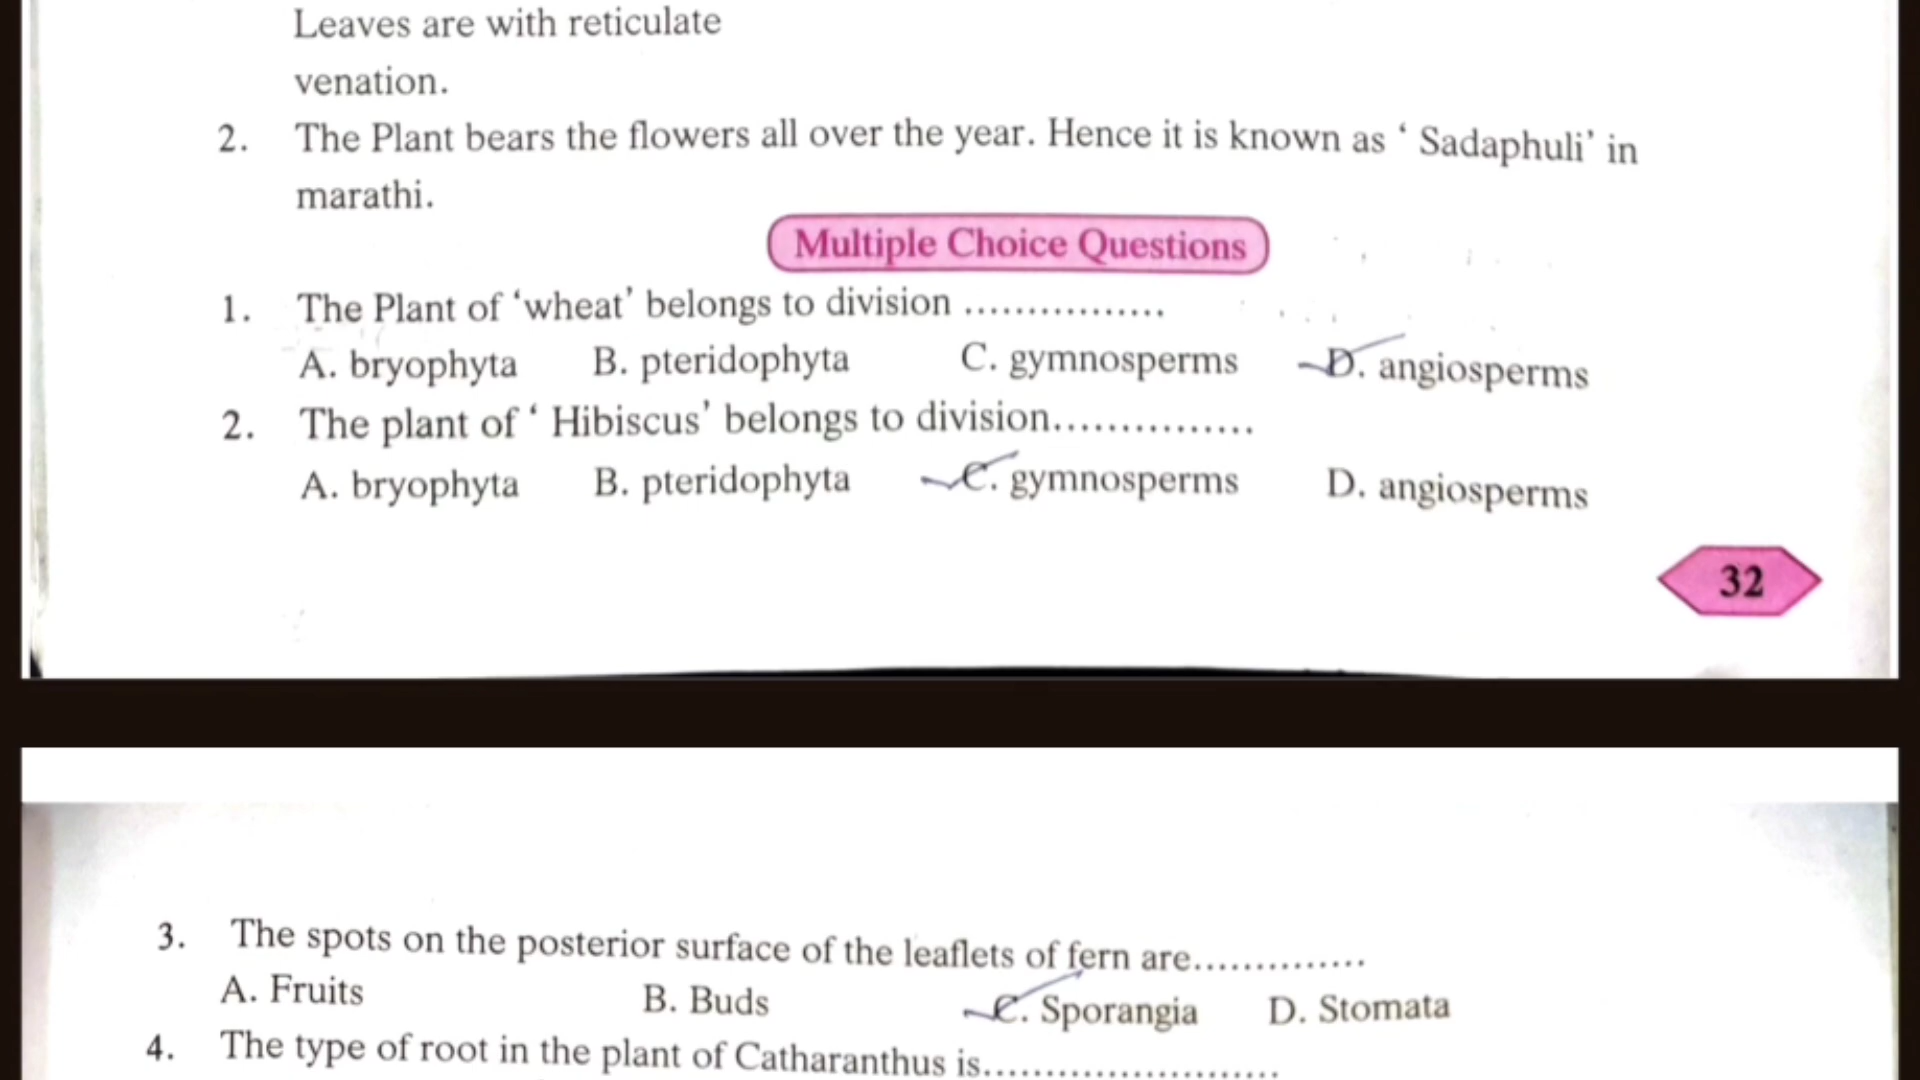 Leaves are with reticulate
venation.
2. The Plant bears the flowers all over the year. Hence it is known as ‘ Sadaphuli’ in
marathi.
Multiple Choice Questions
1. The Plant of ‘wheat’ belongs to division ................
A. bryophyta B. pteridophyta C. gymnosperms D. angiosperms
2. The plant of ‘ Hibiscus’ belongs to division................
A. bryophyta B. pteridophyta C. gymnosperms D. angiosperms
32
3. The spots on the posterior surface of the leaflets of fern are..............
A. Fruits B. Buds C. Sporangia D. Stomata
4. The type of root in the plant of Catharanthus is........................